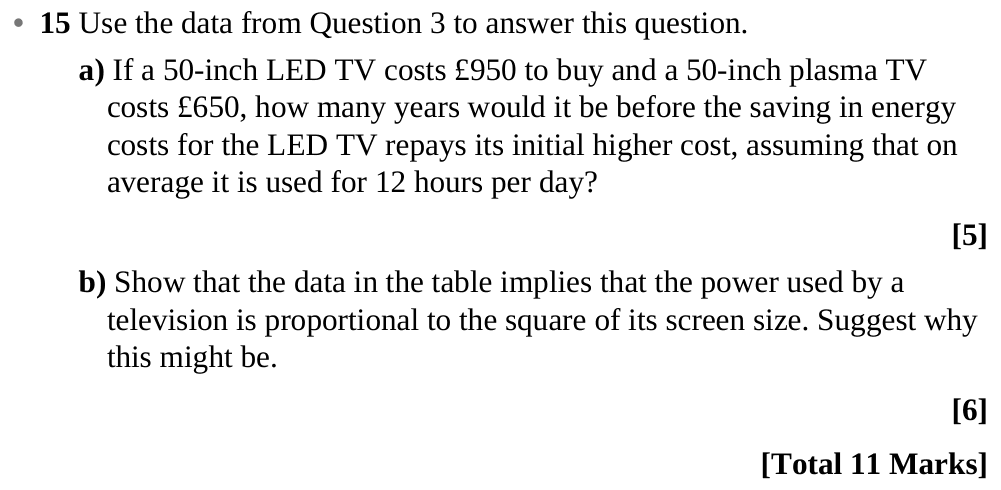 • 15 Use the data from Question 3 to answer this question.
a) If a 50-inch LED TV costs £950 to buy and a 50-inch plasma TV
costs £650, how many years would it be before the saving in energy
costs for the LED TV repays its initial higher cost, assuming that on
average it is used for 12 hours per day?
[5]
b) Show that the data in the table implies that the power used by a
television is proportional to the square of its screen size. Suggest why
this might be.
[6]
[Total 11 Marks]